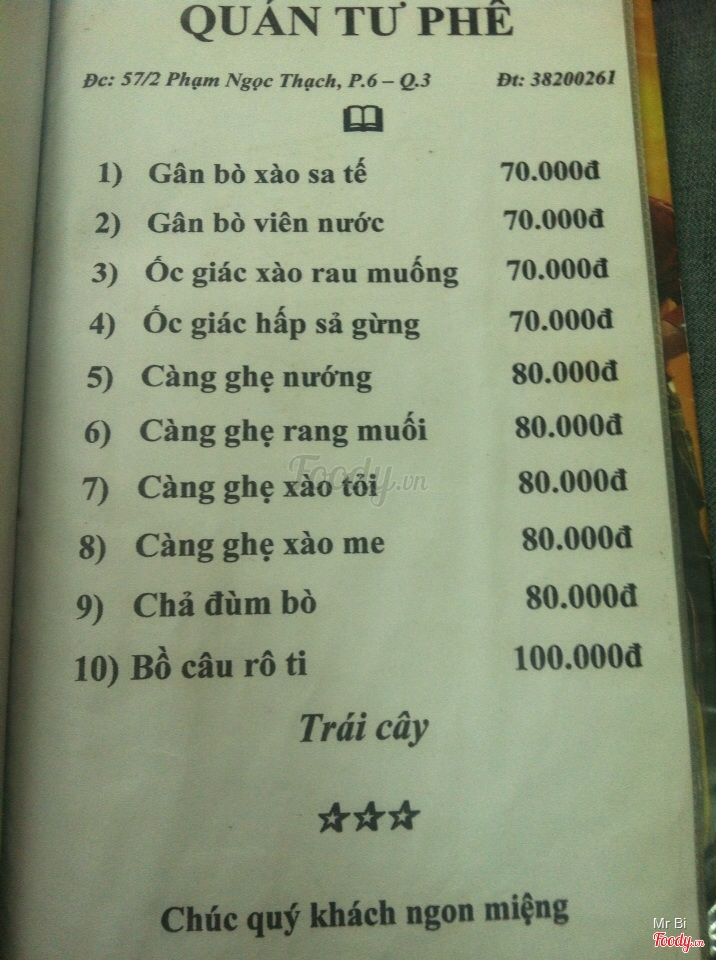 QUÁN TƯ PHÊ
Đc: 57/2 Phạm Ngọc Thạch, P.6 – Q.3 Đt: 38200261
1) Gân bò xào sa tế 70.000đ
2) Gân bò viên nước 70.000đ
3) Ốc giác xào rau muống 70.000đ
4) Ốc giác hấp sả gừng 70.000đ
5) Càng ghẹ nướng 80.000đ
6) Càng ghẹ rang muối 80.000đ
7) Càng ghẹ xào tỏi 80.000đ
8) Càng ghẹ xào me 80.000đ
9) Chả đùm bò 80.000đ
10) Bồ câu rô ti 100.000đ
Trái cây
Chúc quý khách ngon miệng
Foody.vn
Mr Bi
Foody.vn